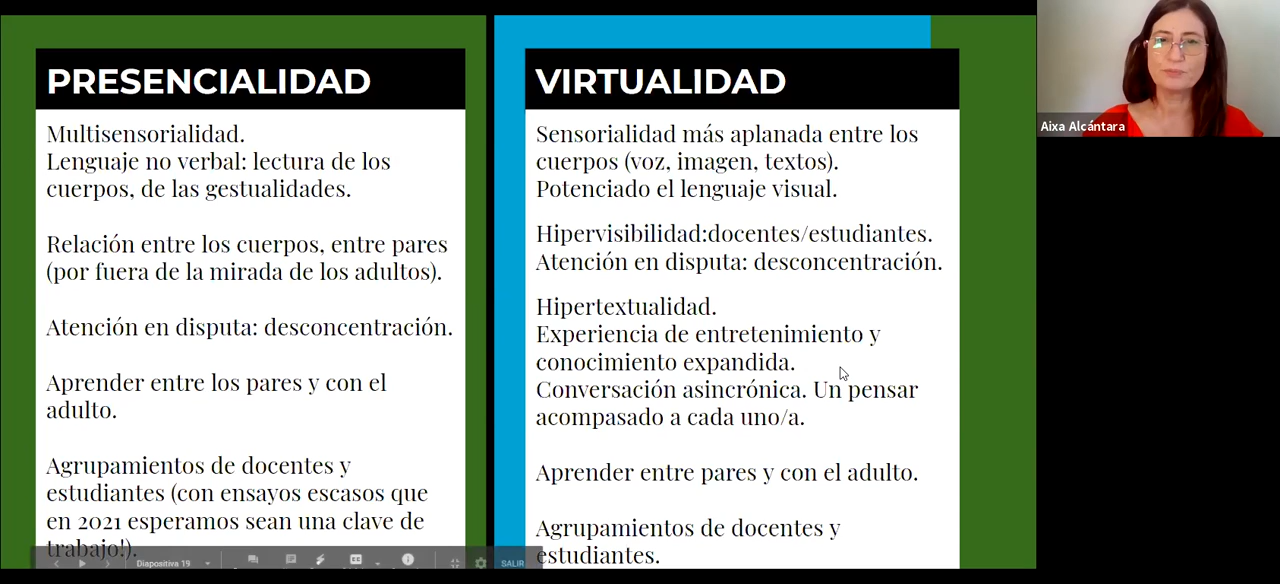 PRESENCIALIDAD
Multisensorialidad.
Lenguaje no verbal: lectura de los
cuerpos, de las gestualidades.
Relación entre los cuerpos, entre pares
(por fuera de la mirada de los adultos).
Atención en disputa: desconcentración.
Aprender entre los pares y con el
adulto.
Agrupamientos de docentes y
estudiantes (con ensayos escasos que
en 2021 esperamos sean una clave de
trabajo!).
VIRTUALIDAD
Sensorialidad más aplanada entre los
cuerpos (voz, imagen, textos).
Potenciado el lenguaje visual.
Hipervisibilidad:docentes/estudiantes.
Atención en disputa: desconcentración.
Hipertextualidad.
Experiencia de entretenimiento y
conocimiento expandida.
Conversación asincrónica. Un pensar
acompasado a cada uno/a.
Aprender entre pares y con el adulto.
Agrupamientos de docentes y
estudiantes.
Diapositiva 19
SALIR
Aixa Alcántara